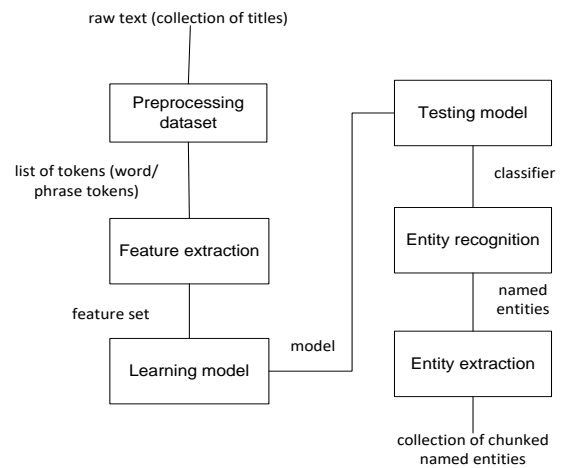 raw text (collection of titles)
Preprocessing
dataset
list of tokens (word/
phrase tokens)
Feature extraction
feature set
Learning model
model
Testing model
classifier
Entity recognition
named
entities
Entity extraction
collection of chunked
named entities